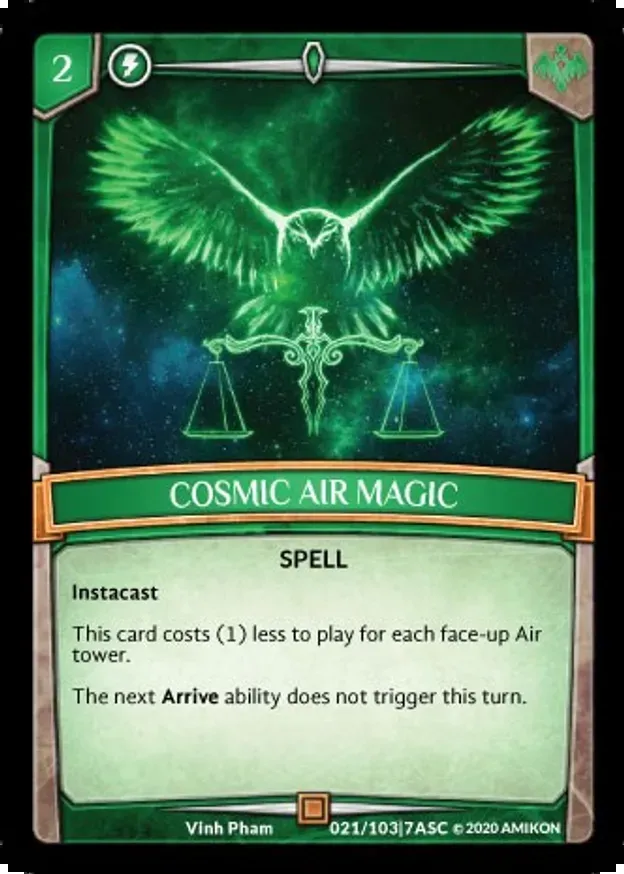 2
COSMIC AIR MAGIC
SPELL
Instacast
This card costs (1) less to play for each face-up Air
tower.
The next Arrive ability does not trigger this turn.
Vinh Pham
021/103|7ASC © 2020 AMIKON